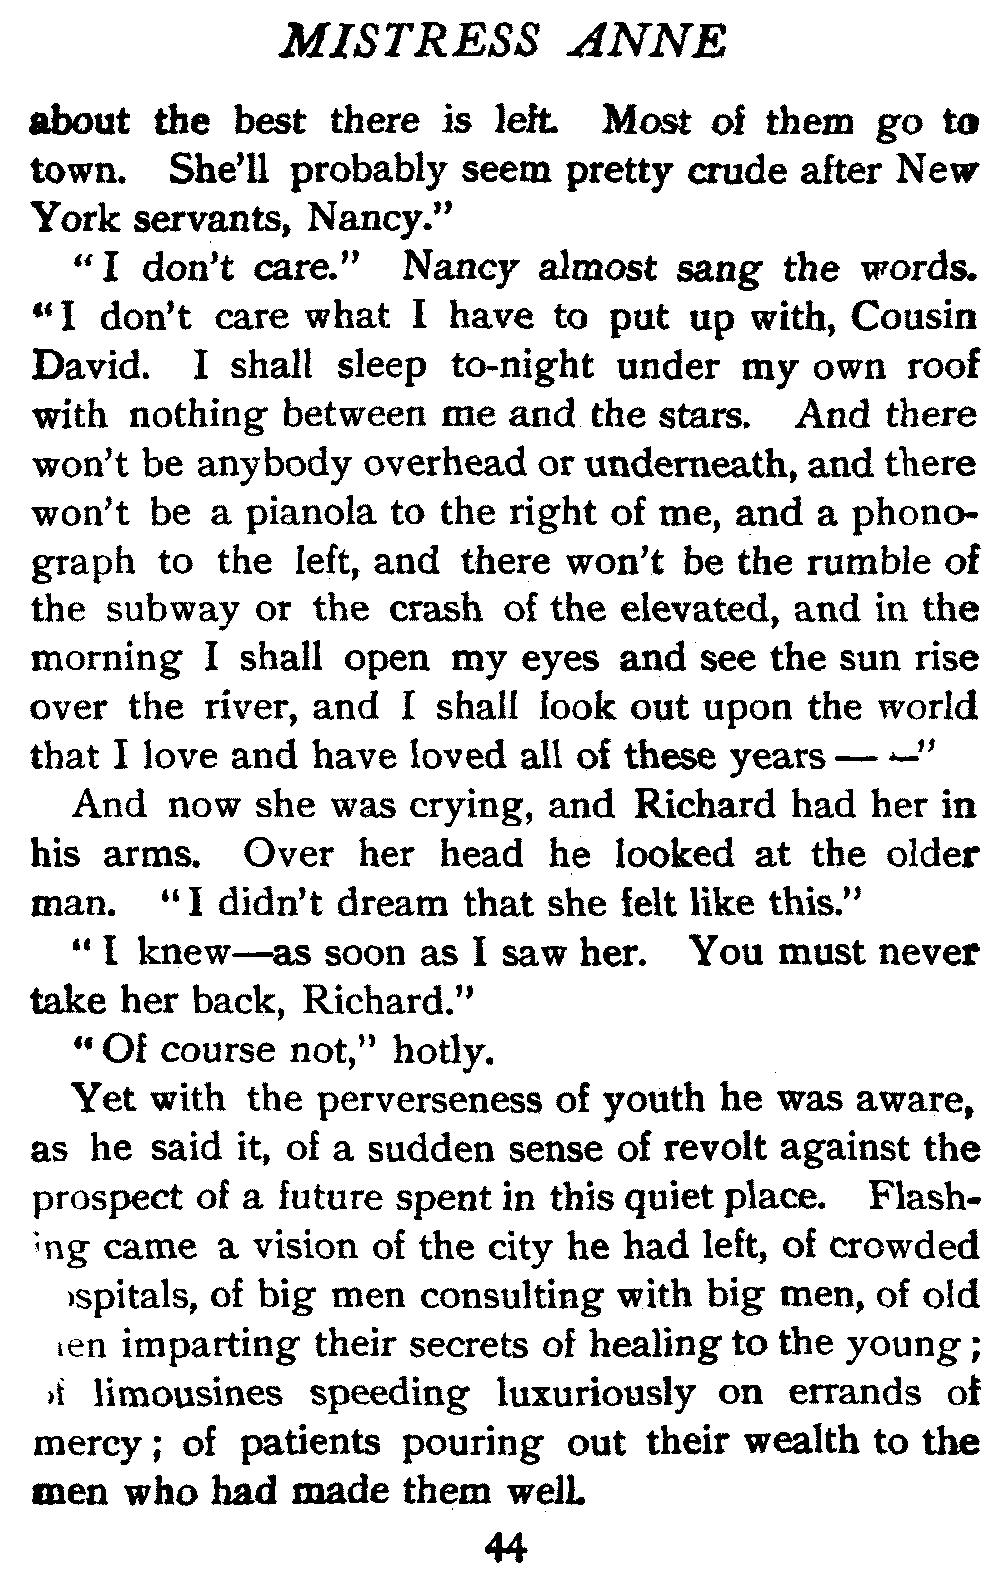 MISTRESS ANNE
about the best there is left. Most of them go to
town. She'll probably seem pretty crude after New
York servants, Nancy."
"I don't care." Nancy almost sang the words.
"I don't care what I have to put up with, Cousin
David. I shall sleep to-night under my own roof
with nothing between me and the stars. And there
won't be anybody overhead or underneath, and there
won't be a pianola to the right of me, and a phono-
graph to the left, and there won't be the rumble of
the subway or the crash of the elevated, and in the
morning I shall open my eyes and see the sun rise
over the river, and I shall look out upon the world
that I love and have loved all of these years — —"
And now she was crying, and Richard had her in
his arms. Over her head he looked at the older
man. "I didn't dream that she felt like this."
"I knew—as soon as I saw her. You must never
take her back, Richard."
"Of course not," hotly.
Yet with the perverseness of youth he was aware,
as he said it, of a sudden sense of revolt against the
prospect of a future spent in this quiet place. Flash-
ing came a vision of the city he had left, of crowded
ospitals, of big men consulting with big men, of old
en imparting their secrets of healing to the young;
of limousines speeding luxuriously on errands of
mercy; of patients pouring out their wealth to the
men who had made them well.
44